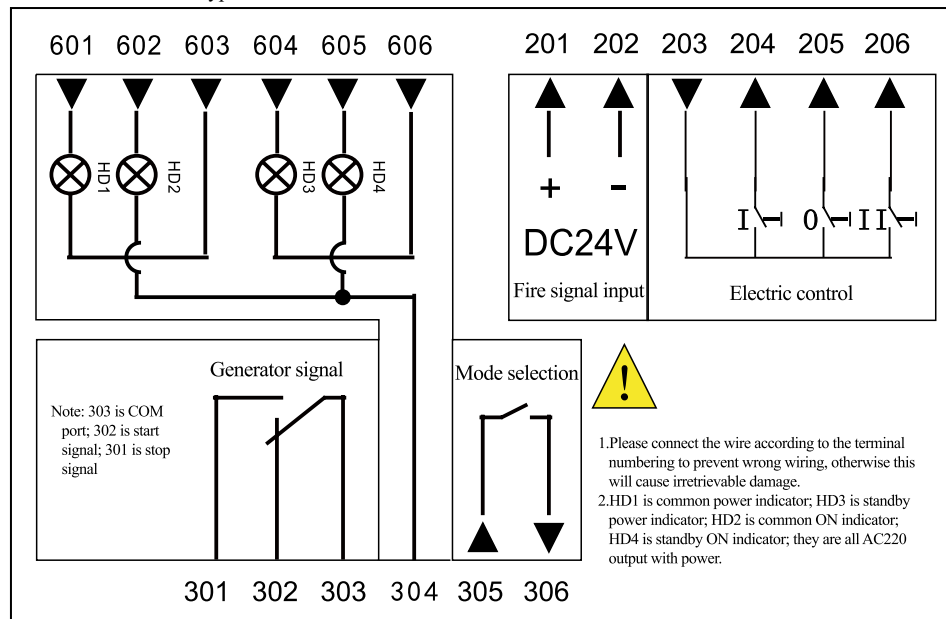 601 602 603 604 605 606
201 202 203 204 205 206
HD1
HD2
HD3
HD4
+ -
DC24V
Fire signal input
I O II
Electric control
Generator signal
Note: 303 is COM
port; 302 is start
signal; 301 is stop
signal
Mode selection
!
1.Please connect the wire according to the terminal
numbering to prevent wrong wiring, otherwise this
will cause irretrievable damage.
2.HD1 is common power indicator; HD3 is standby
power indicator; HD2 is common ON indicator;
HD4 is standby ON indicator; they are all AC220
output with power.
301 302 303 304 305 306